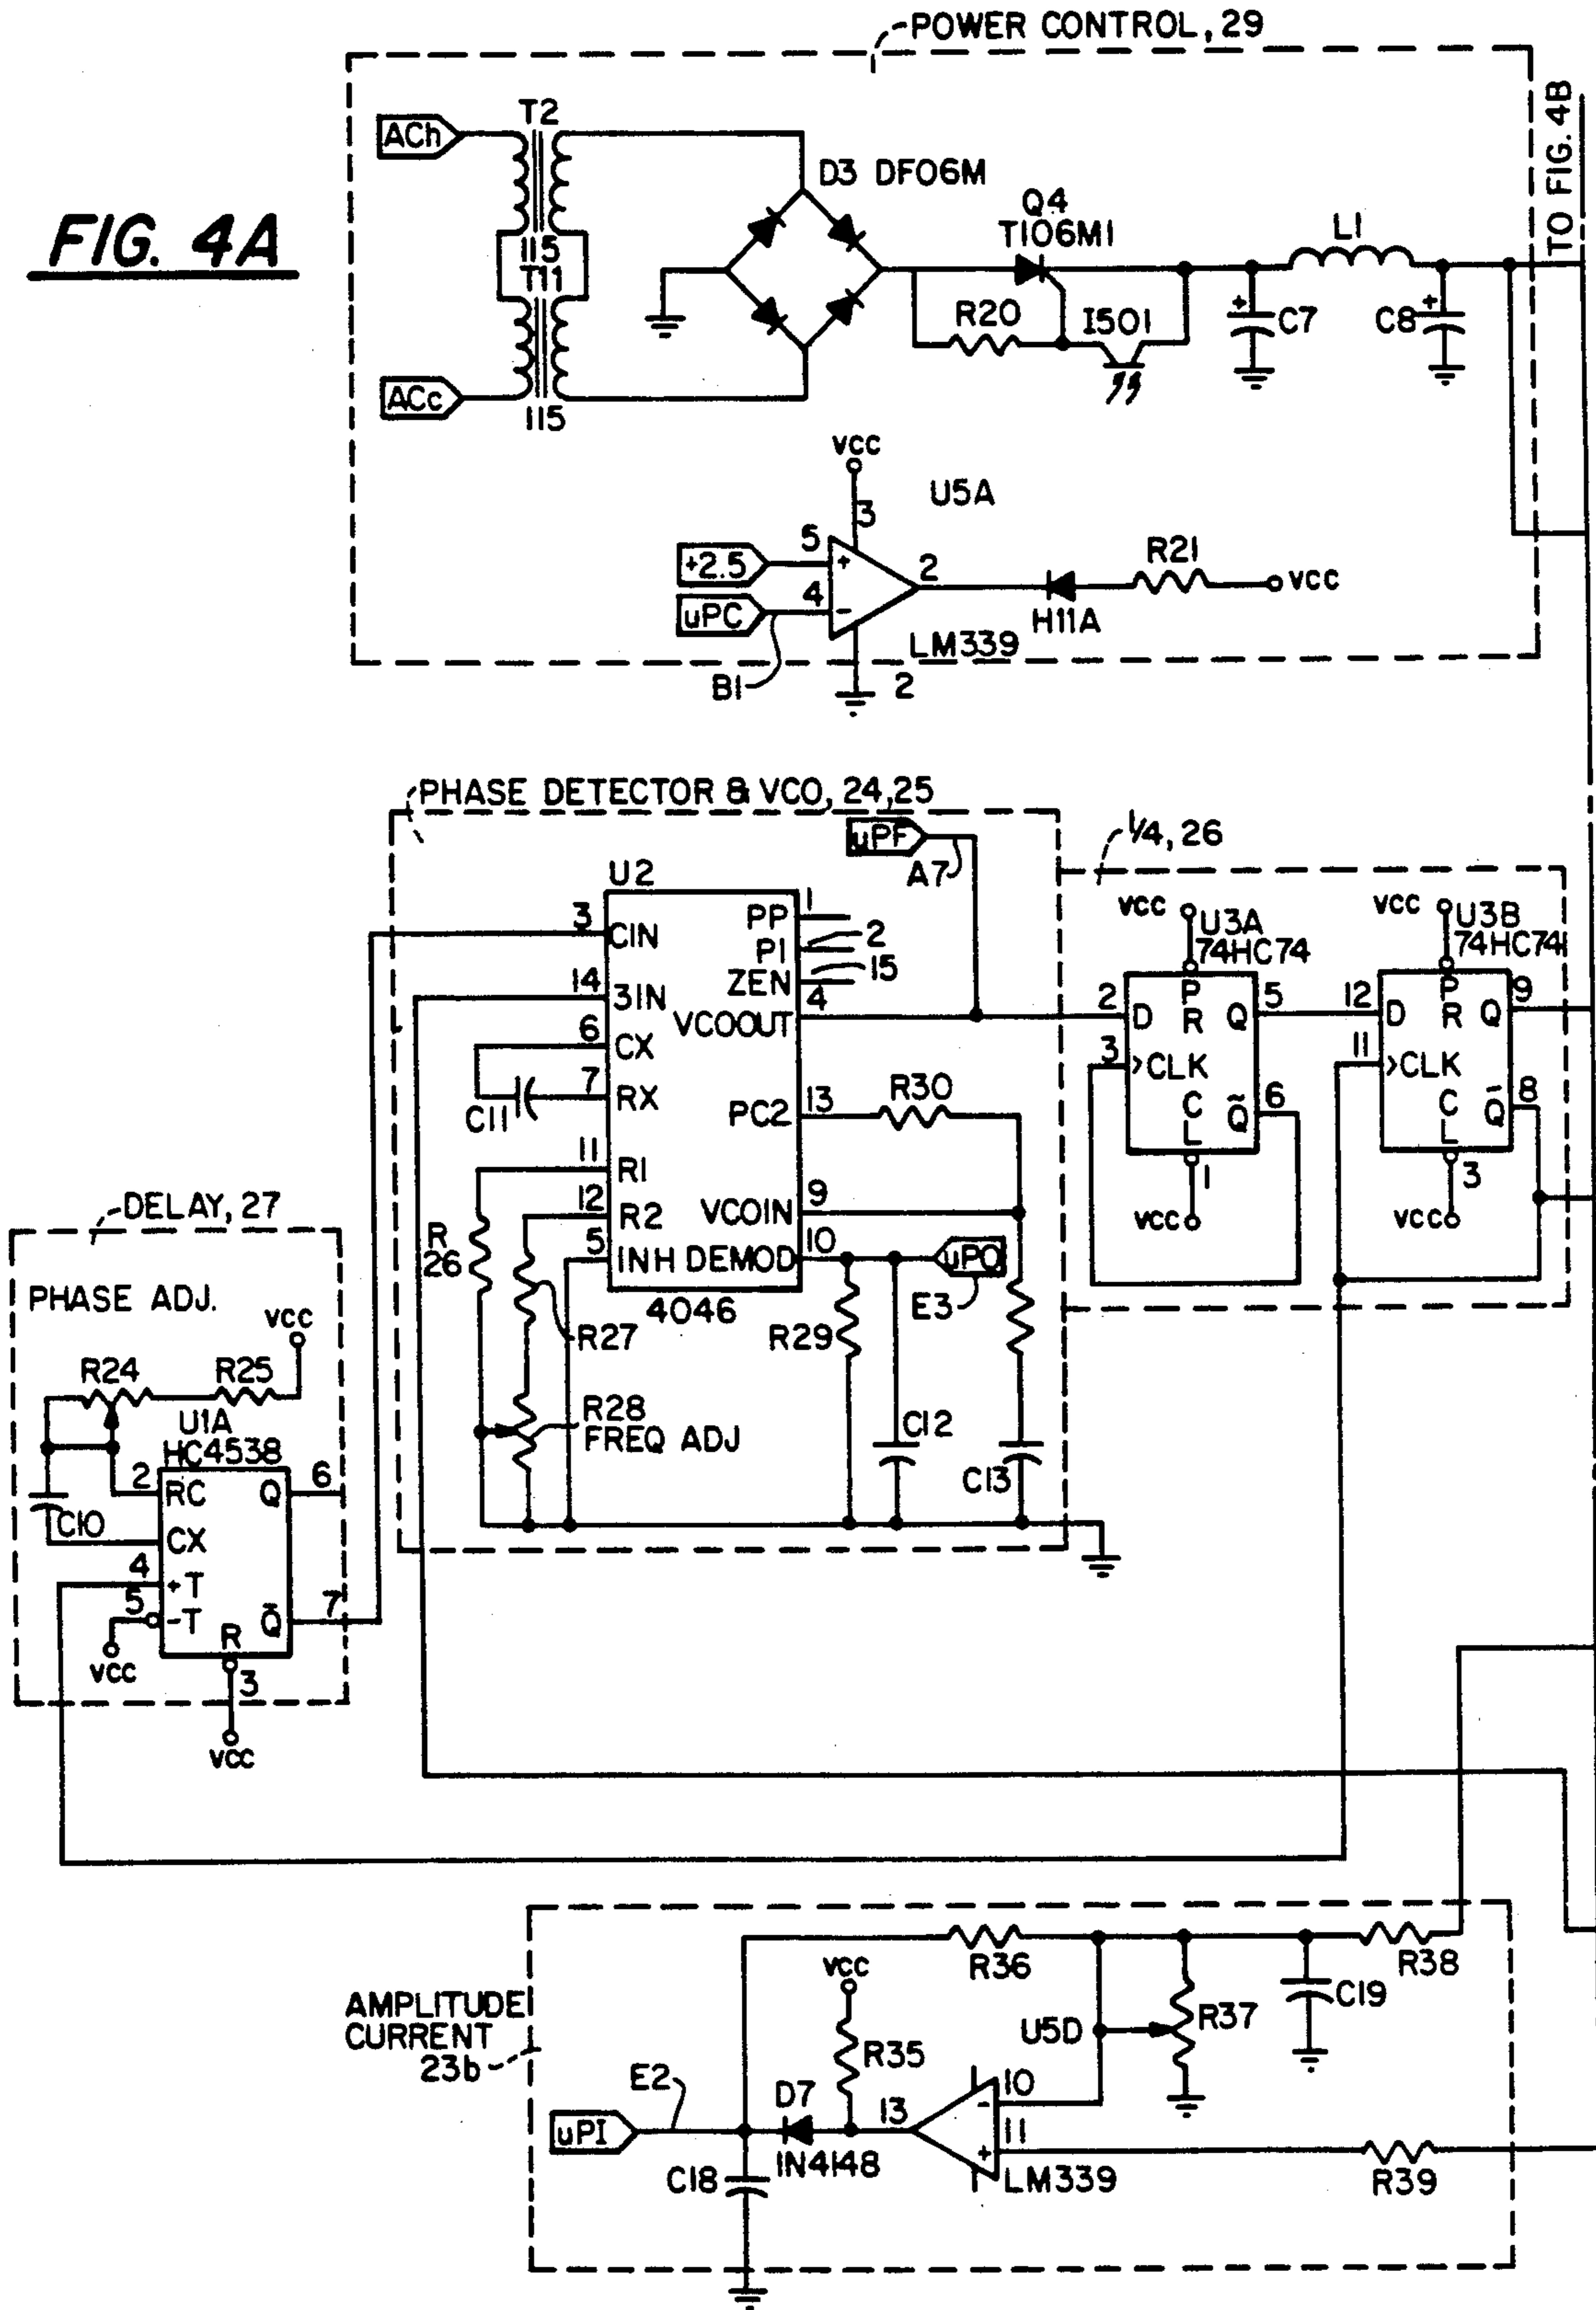 FIG. 4A
POWER CONTROL, 29
TO FIG. 4B
ACh
T2
115
T11
ACc
115
D3 DF06M
Q4
T106M1
L1
R20
I501
+
C7
+
C8
vcc
3
U5A
+2.5
5
+
uPC
4
-
2
R21
vcc
H11A
LM339
B1
2
PHASE DETECTOR & VCO, 24,25
uPF
A7
U2
3
CIN
14
3IN
6
CX
7
RX
C11
11
R1
12
R2
5
INH
PP
1
PI
2
ZEN
15
4
VCOOUT
PC2
13
R30
VCOIN
9
DEMOD
10
uPO
E3
4046
R
26
R27
R28
FREQ ADJ
R29
C12
C13
1/4, 26
vcc
U3A
74HC74
2
D
P
R
Q
5
3
>CLK
C
L
Q̄
6
1
vcc
vcc
U3B
74HC74
12
D
P
R
Q
9
11
>CLK
C
L
Q̄
8
3
vcc
DELAY, 27
PHASE ADJ.
vcc
R24
R25
U1A
HC4538
2
RC
Q
6
C10
CX
4
+T
5
-T
Q̄
7
R
vcc
3
vcc
AMPLITUDE
CURRENT
23b
R36
R38
vcc
R35
U5D
R37
C19
E2
D7
13
10
-
11
+
uPI
1N4148
LM339
C18
R39